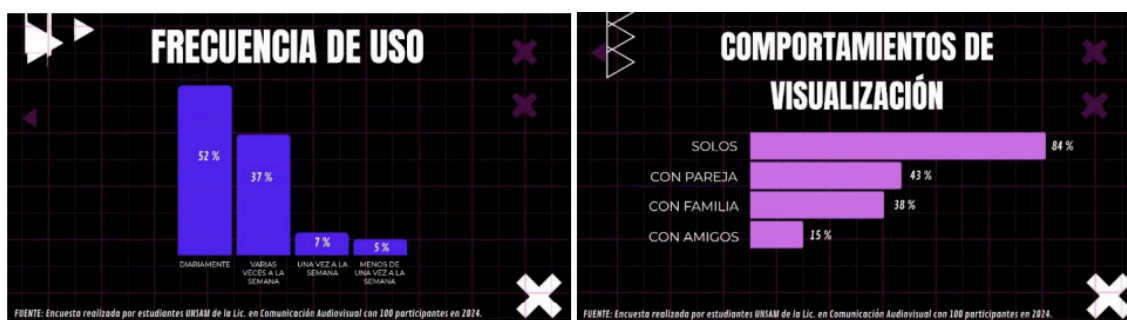 FRECUENCIA DE USO
52 %
37 %
7 %
5 %
DIARIAMENTE
VARIAS
VECES A LA
SEMANA
UNA VEZ A LA
SEMANA
MENOS DE
UNA VEZ A LA
SEMANA
FUENTE: Encuesta realizada por estudiantes UNSAM de la Lic. en Comunicación Audiovisual con 100 participantes en 2024.
COMPORTAMIENTOS DE
VISUALIZACIÓN
SOLOS 84 %
CON PAREJA 43 %
CON FAMILIA 38 %
CON AMIGOS 15 %
FUENTE: Encuesta realizada por estudiantes UNSAM de la Lic. en Comunicación Audiovisual con 100 participantes en 2024.